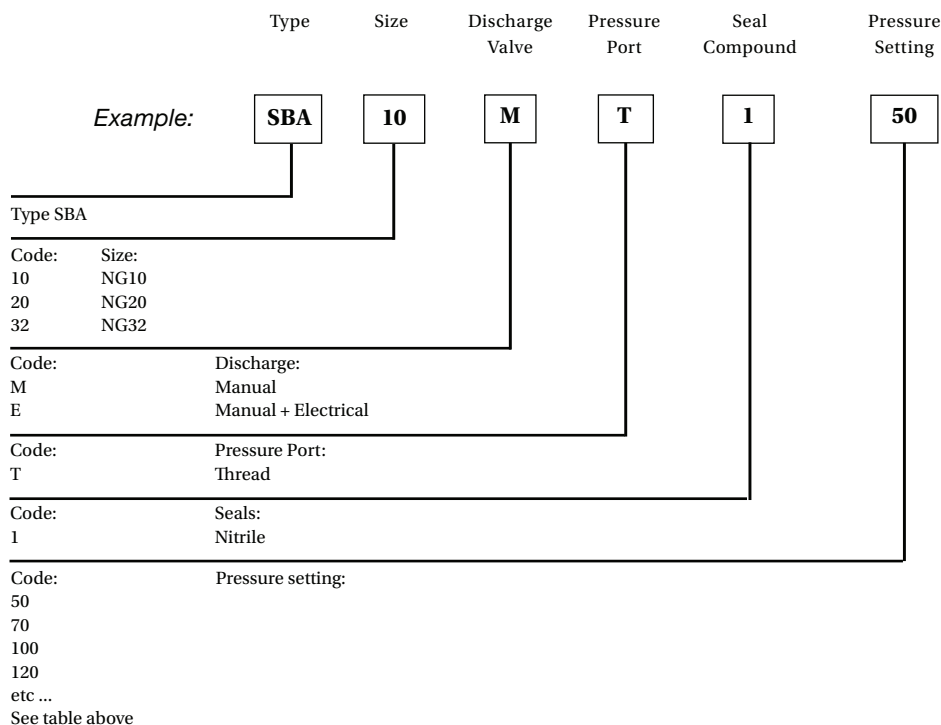 Type Size Discharge Valve Pressure Port Seal Compound Pressure Setting
Example: SBA 10 M T 1 50
Type SBA
Code: Size:
10 NG10
20 NG20
32 NG32
Code: Discharge:
M Manual
E Manual + Electrical
Code: Pressure Port:
T Thread
Code: Seals:
1 Nitrile
Code: Pressure setting:
50
70
100
120
etc ...
See table above